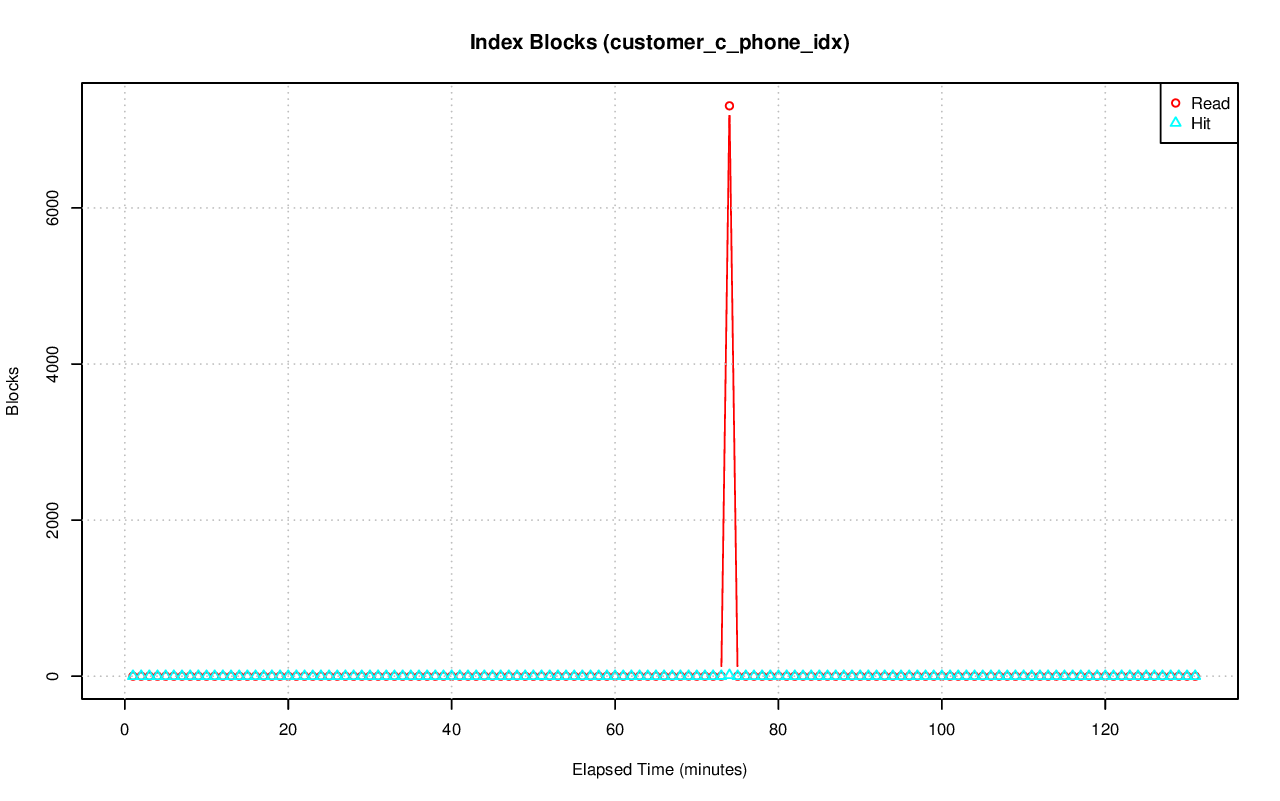 Index Blocks (customer_c_phone_idx)
Read
Hit
6000
4000
2000
0
Blocks
0 20 40 60 80 100 120
Elapsed Time (minutes)